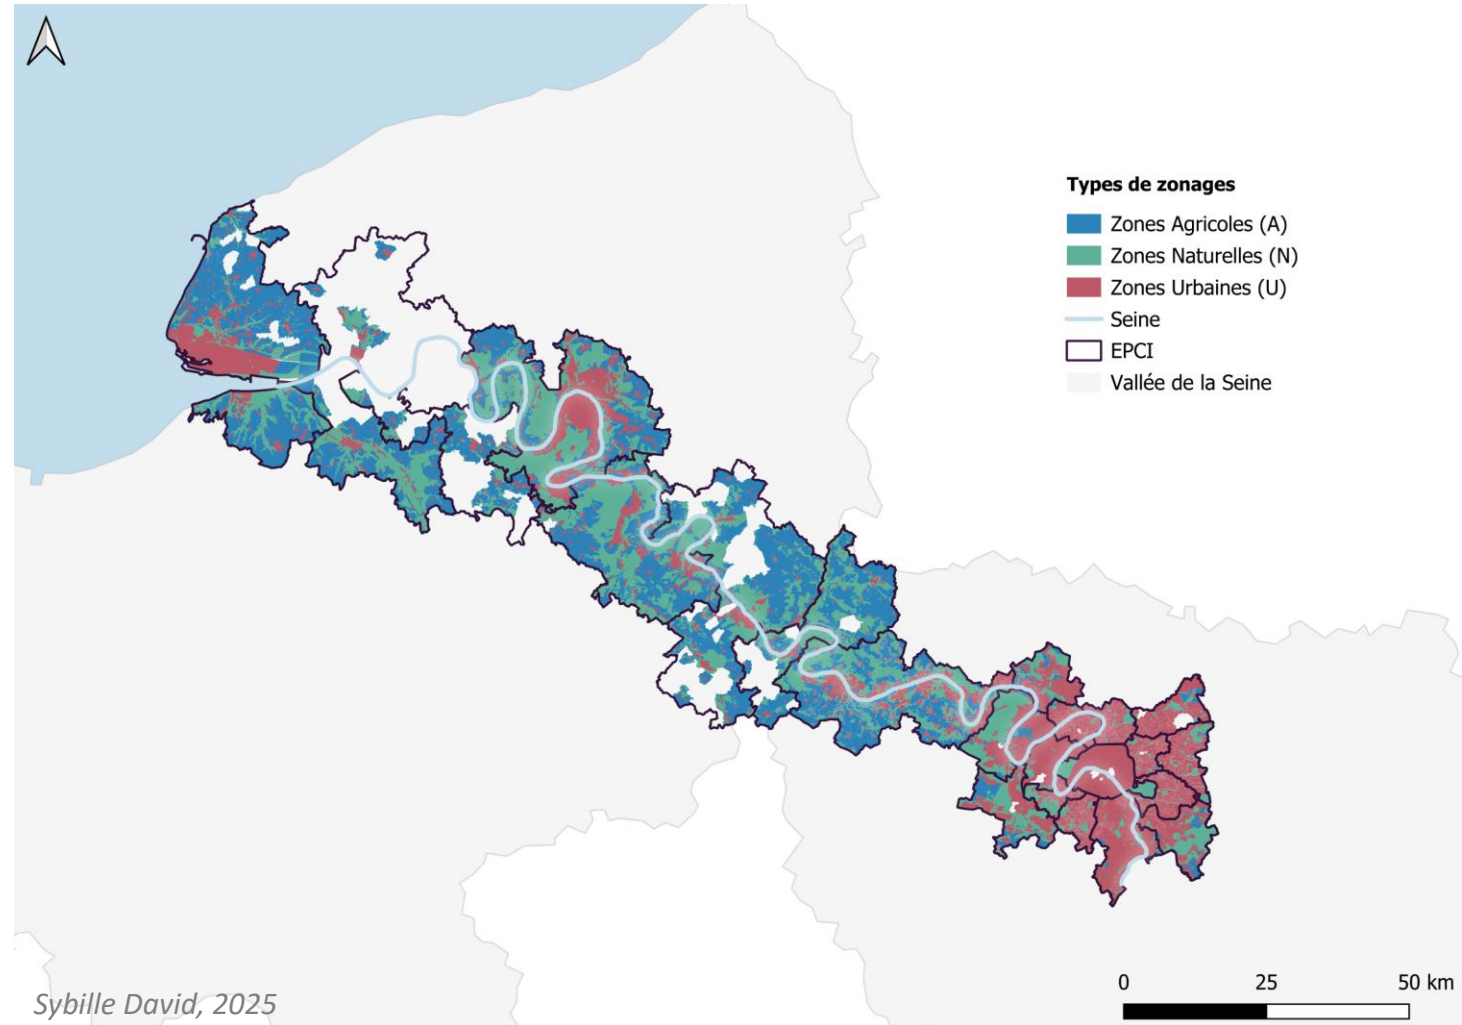 Types de zonages
Zones Agricoles (A)
Zones Naturelles (N)
Zones Urbaines (U)
Seine
EPCI
Vallée de la Seine
0 25 50 km
Sybille David, 2025